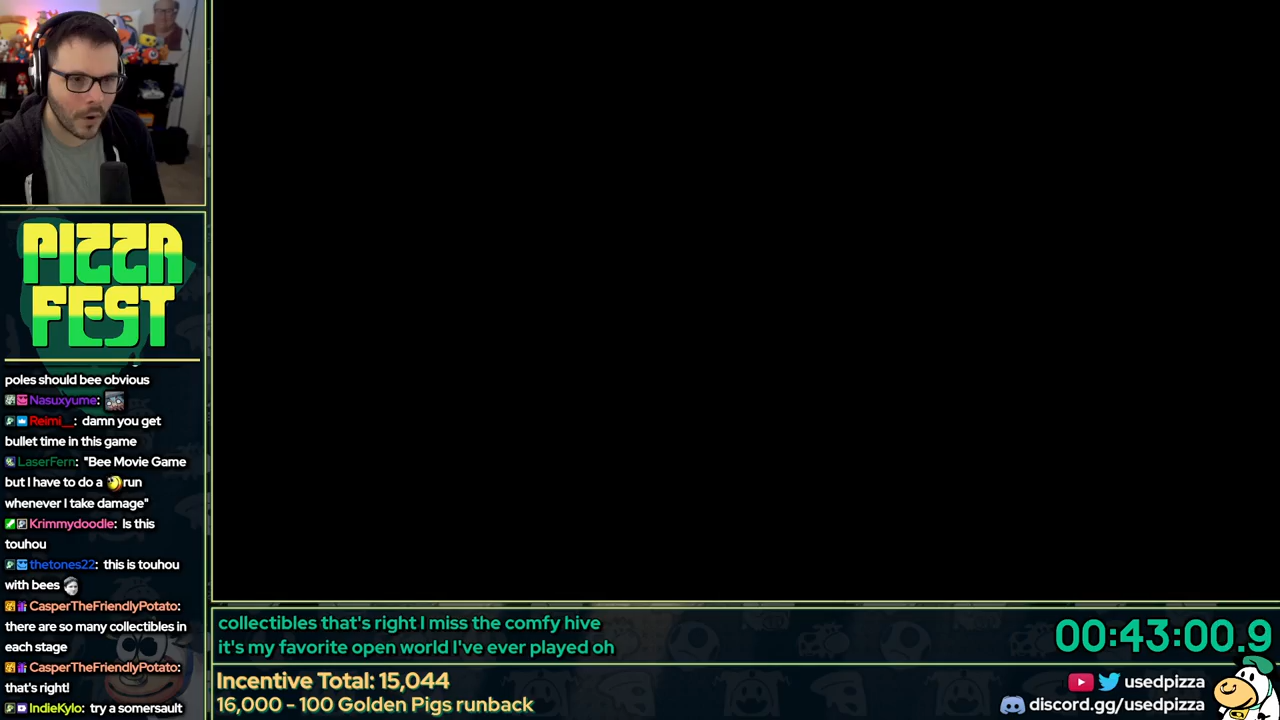 PIZZA
FEST
poles should bee obvious
Nasuxyume:
Reimi__: damn you get
bullet time in this game
LaserFern: "Bee Movie Game
but I have to do a run
whenever I take damage"
Krimmydoodle: Is this
touhou
thetones22: this is touhou
with bees
CasperTheFriendlyPotato:
there are so many collectibles in
each stage
CasperTheFriendlyPotato:
that's right!
IndieKylo: try a somersault
collectibles that's right I miss the comfy hive
it's my favorite open world I've ever played oh
00:43:00.9
Incentive Total: 15,044
16,000 - 100 Golden Pigs runback
usedpizza
discord.gg/usedpizza